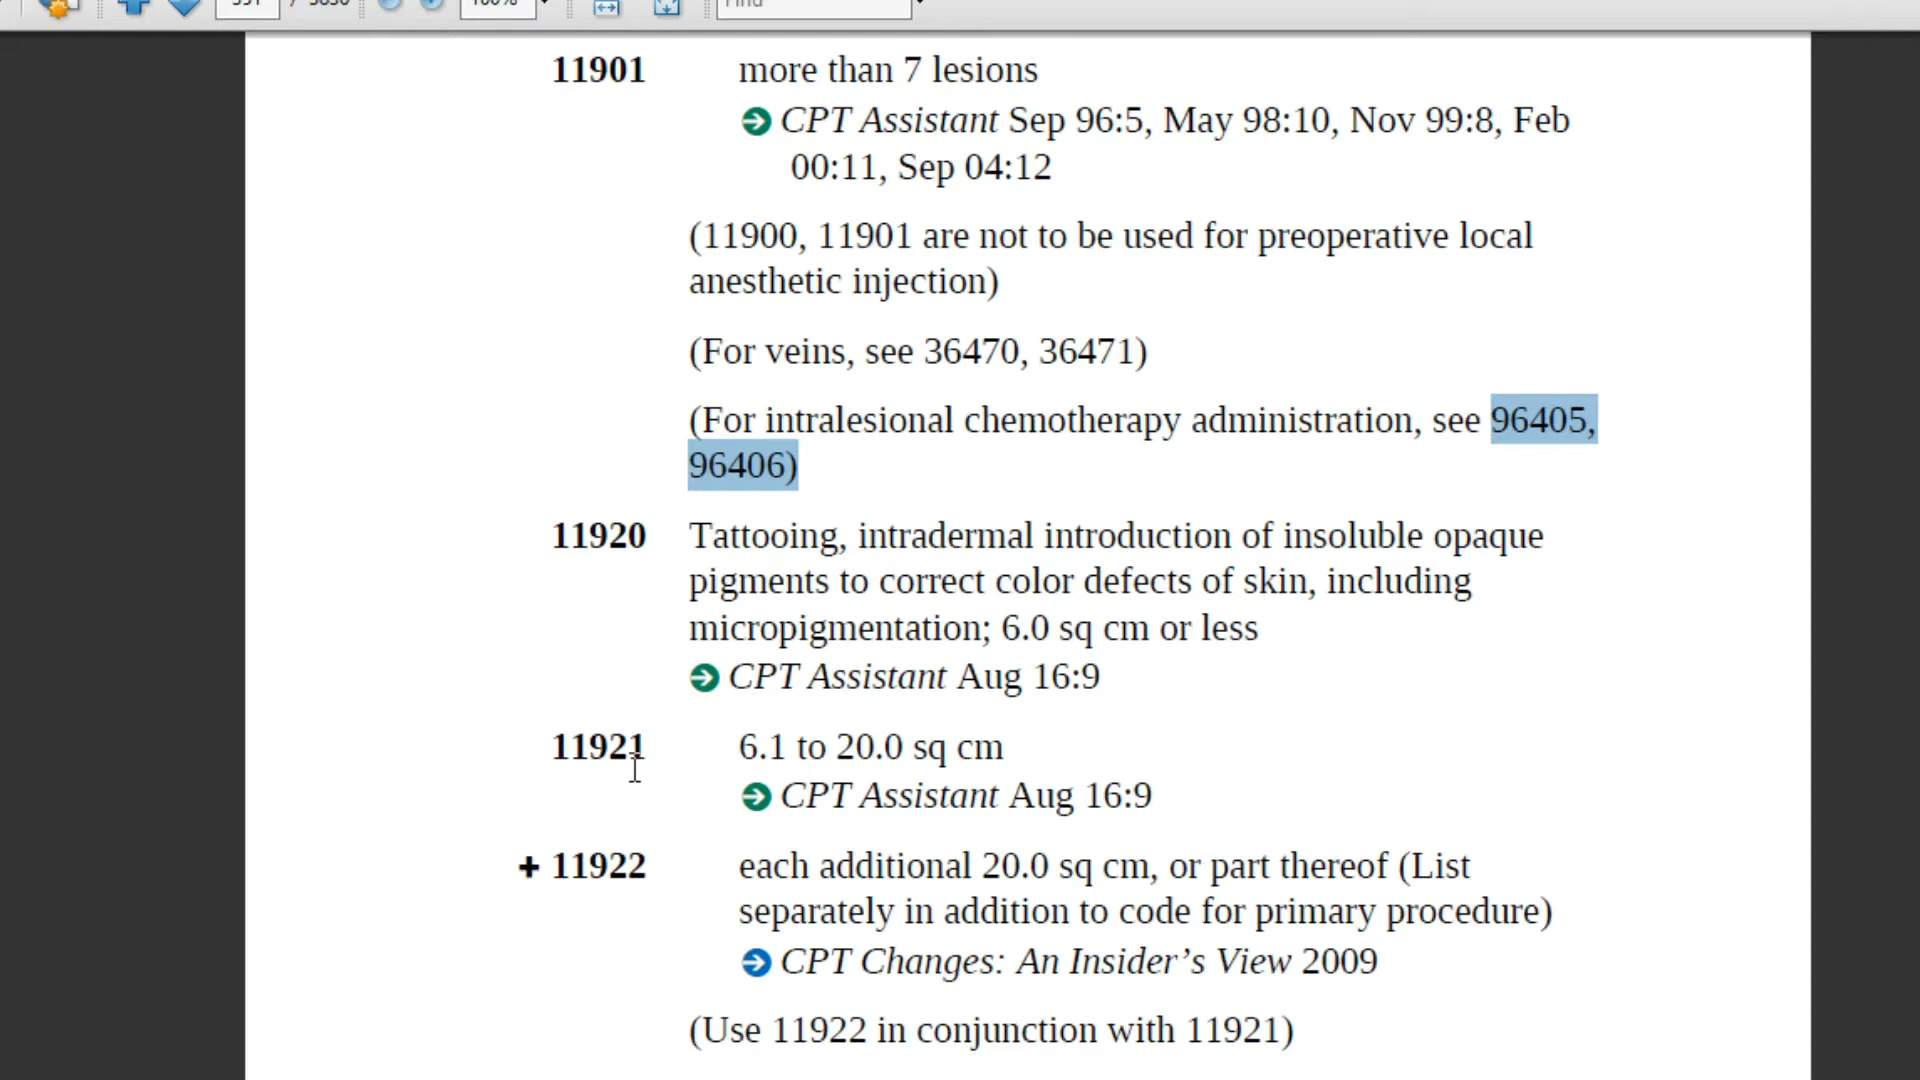 100%
Find
11901 more than 7 lesions
CPT Assistant Sep 96:5, May 98:10, Nov 99:8, Feb
00:11, Sep 04:12
(11900, 11901 are not to be used for preoperative local
anesthetic injection)
(For veins, see 36470, 36471)
(For intralesional chemotherapy administration, see 96405,
96406)
11920 Tattooing, intradermal introduction of insoluble opaque
pigments to correct color defects of skin, including
micropigmentation; 6.0 sq cm or less
CPT Assistant Aug 16:9
11921 6.1 to 20.0 sq cm
CPT Assistant Aug 16:9
+ 11922 each additional 20.0 sq cm, or part thereof (List
separately in addition to code for primary procedure)
CPT Changes: An Insider’s View 2009
(Use 11922 in conjunction with 11921)